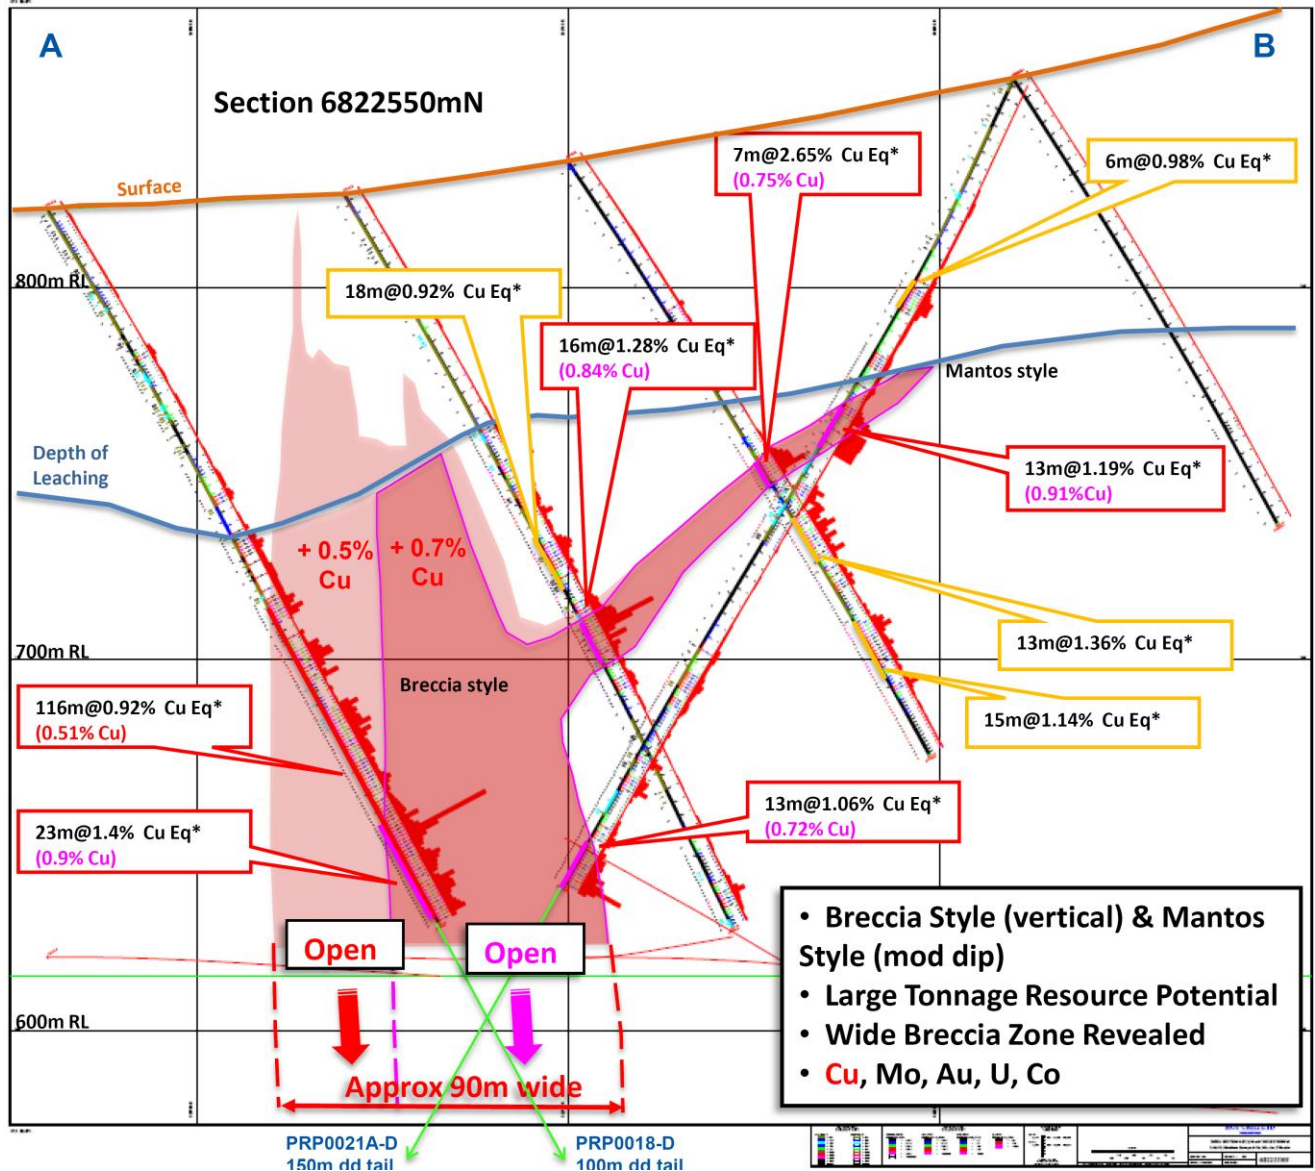 A
B
Section 6822550mN
Surface
7m@2.65% Cu Eq*
(0.75% Cu)
6m@0.98% Cu Eq*
800m RL
18m@0.92% Cu Eq*
16m@1.28% Cu Eq*
(0.84% Cu)
Mantos style
Depth of
Leaching
13m@1.19% Cu Eq*
(0.91%Cu)
+ 0.5%
Cu
+ 0.7%
Cu
700m RL
13m@1.36% Cu Eq*
Breccia style
116m@0.92% Cu Eq*
(0.51% Cu)
15m@1.14% Cu Eq*
13m@1.06% Cu Eq*
(0.72% Cu)
23m@1.4% Cu Eq*
(0.9% Cu)
Open
Open
• Breccia Style (vertical) & Mantos
Style (mod dip)
• Large Tonnage Resource Potential
• Wide Breccia Zone Revealed
• Cu, Mo, Au, U, Co
600m RL
Approx 90m wide
PRP0021A-D
150m dd tail
PRP0018-D
100m dd tail